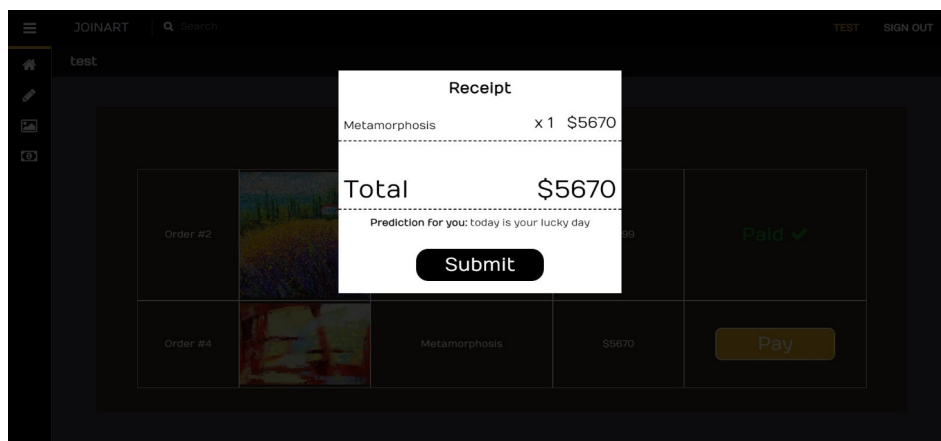 JOINART Search TEST SIGN OUT
test
Receipt
Metamorphosis x 1 $5670
Total $5670
Prediction for you: today is your lucky day
Submit
Order #2 99 Paid
Order #4 Metamorphosis $5670 Pay